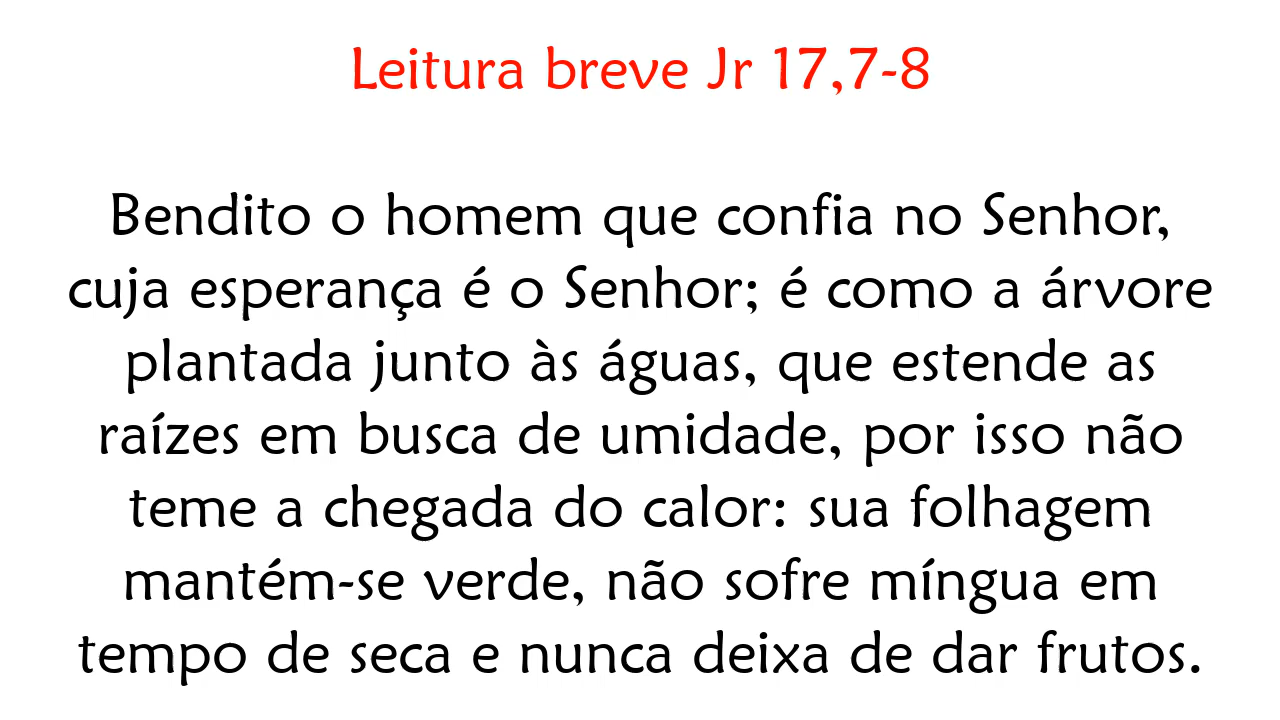 Leitura breve Jr 17,7-8
Bendito o homem que confia no Senhor,
cuja esperança é o Senhor; é como a árvore
plantada junto às águas, que estende as
raízes em busca de umidade, por isso não
teme a chegada do calor: sua folhagem
mantém-se verde, não sofre míngua em
tempo de seca e nunca deixa de dar frutos.